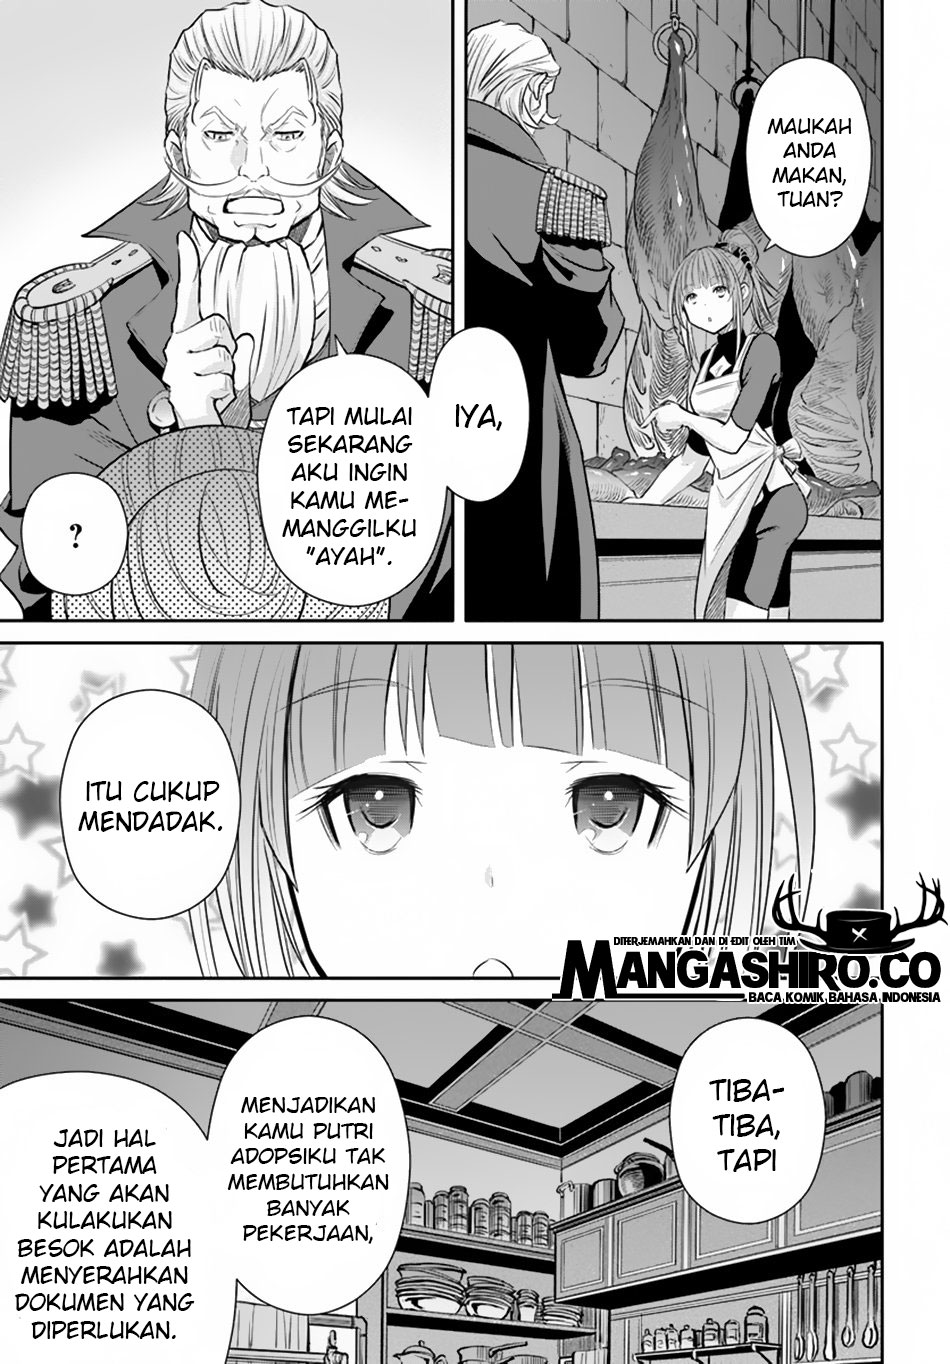 MAUKAH
ANDA
MAKAN,
TUAN?
IYA,
TAPI MULAI
SEKARANG
AKU INGIN
KAMU ME-
MANGGILKU
"AYAH".
?
ITU CUKUP
MENDADAK.
DITERJEMAHKAN DAN DI EDIT OLEH TIM
MANGASHIRO.CO
BACA KOMIK BAHASA INDONESIA
TIBA-
TIBA,
TAPI
MENJADIKAN
KAMU PUTRI
ADOPSIKU TAK
MEMBUTUHKAN
BANYAK
PEKERJAAN,
JADI HAL
PERTAMA
YANG AKAN
KULAKUKAN
BESOK ADALAH
MENYERAHKAN
DOKUMEN YANG
DIPERLUKAN.